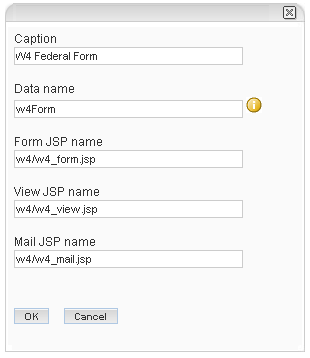 Caption
W4 Federal Form
Data name
w4Form
Form JSP name
w4/w4_form.jsp
View JSP name
w4/w4_view.jsp
Mail JSP name
w4/w4_mail.jsp
OK Cancel